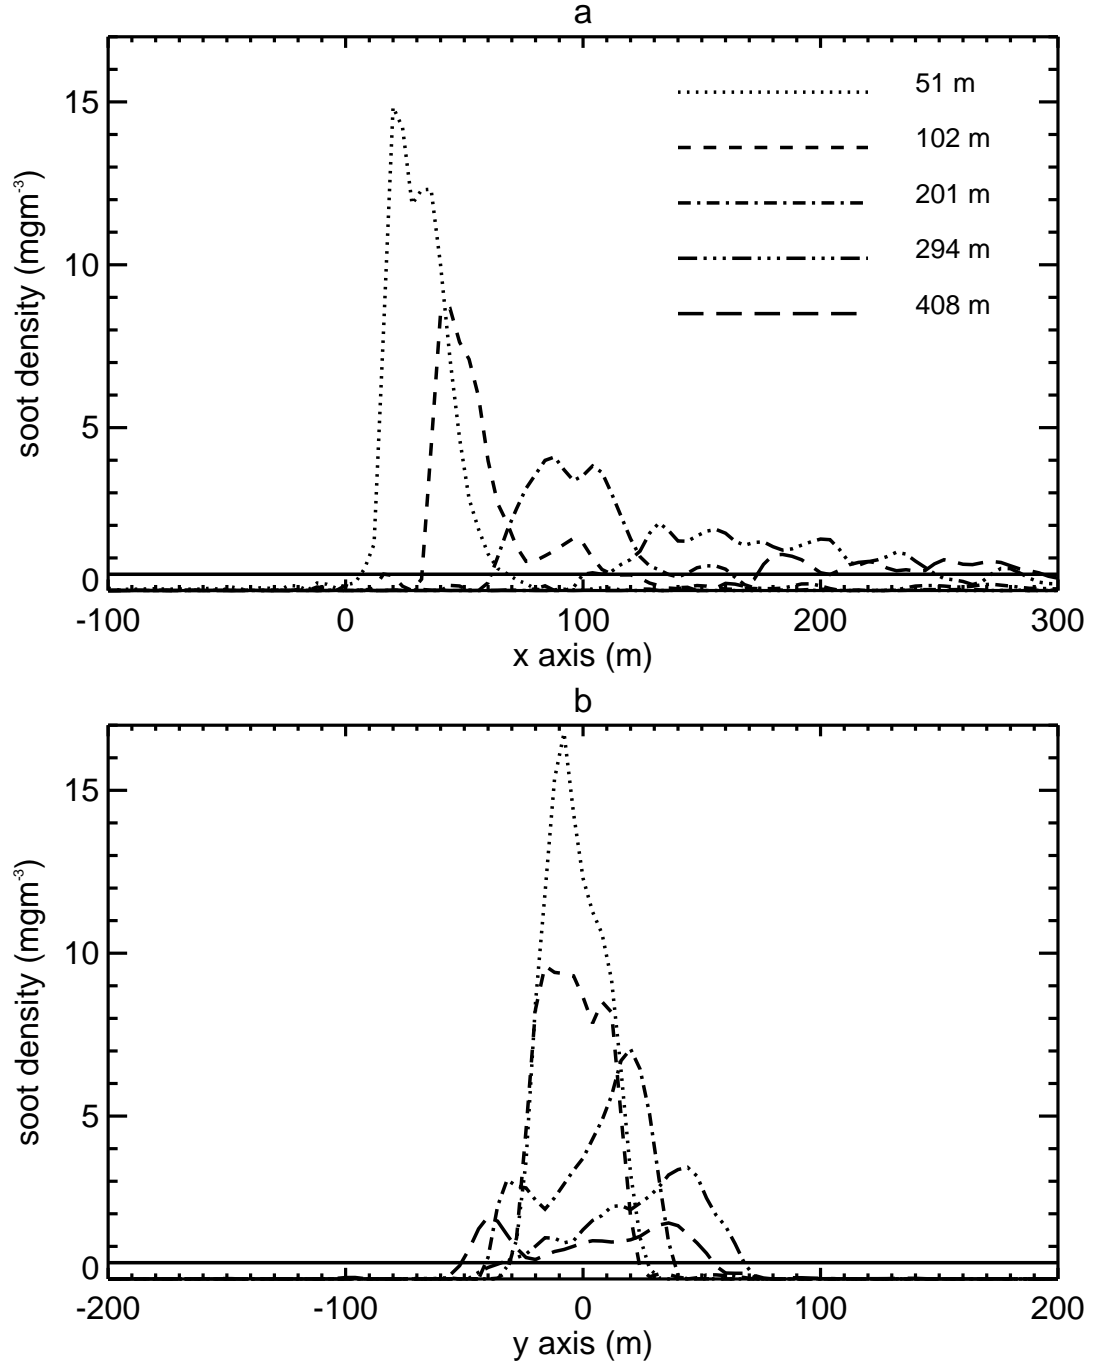 a
soot density (mgm-3)
15
10
5
0
51 m
102 m
201 m
294 m
408 m
-100 0 100 200 300
x axis (m)
b
soot density (mgm-3)
15
10
5
0
-200 -100 0 100 200
y axis (m)